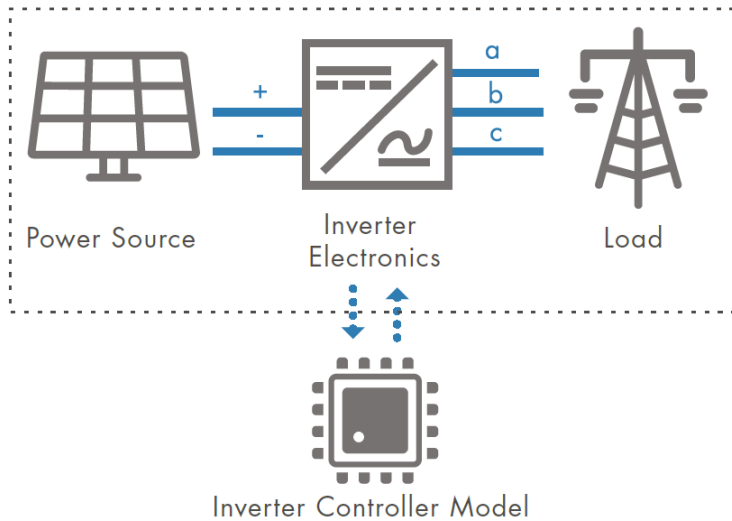 +
-
a
b
c
Power Source
Inverter
Electronics
Load
Inverter Controller Model